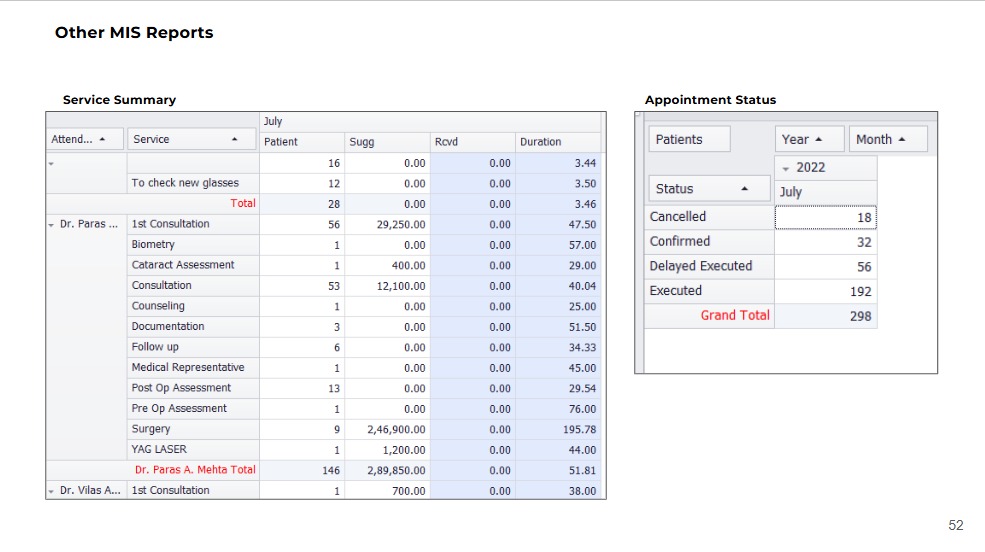 Other MIS Reports
Service Summary
July
Attend... Service Patient Sugg Rcvd Duration
16 0.00 0.00 3.44
To check new glasses 12 0.00 0.00 3.50
Total 28 0.00 0.00 3.46
Dr. Paras ... 1st Consultation 56 29,250.00 0.00 47.50
Biometry 1 0.00 0.00 57.00
Cataract Assessment 1 400.00 0.00 29.00
Consultation 53 12,100.00 0.00 40.04
Counseling 1 0.00 0.00 25.00
Documentation 3 0.00 0.00 51.50
Follow up 6 0.00 0.00 34.33
Medical Representative 1 0.00 0.00 45.00
Post Op Assessment 13 0.00 0.00 29.54
Pre Op Assessment 1 0.00 0.00 76.00
Surgery 9 2,46,900.00 0.00 195.78
YAG LASER 1 1,200.00 0.00 44.00
Dr. Paras A. Mehta Total 146 2,89,850.00 0.00 51.81
Dr. Vilas A... 1st Consultation 1 700.00 0.00 38.00
Appointment Status
Patients Year Month
2022
Status July
Cancelled 18
Confirmed 32
Delayed Executed 56
Executed 192
Grand Total 298
52